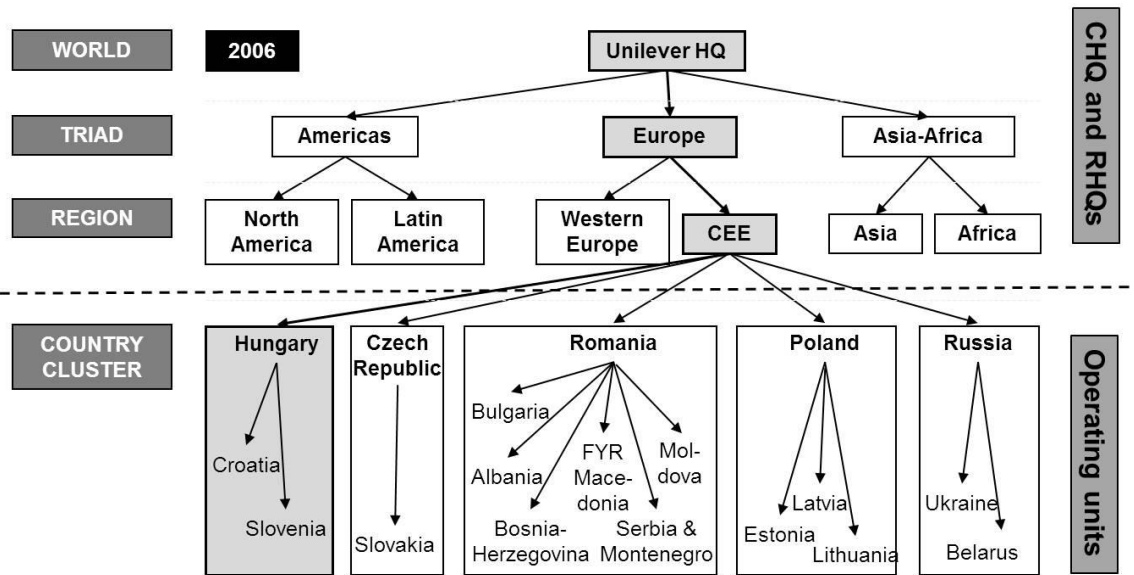 WORLD
2006
Unilever HQ
CHQ and RHQs
TRIAD
Americas
Europe
Asia-Africa
REGION
North
America
Latin
America
Western
Europe
CEE
Asia
Africa
COUNTRY
CLUSTER
Hungary
Croatia
Slovenia
Czech
Republic
Slovakia
Romania
Bulgaria
Albania
FYR
Mace-
donia
Mol-
dova
Bosnia-
Herzegovina
Serbia &
Montenegro
Poland
Latvia
Estonia
Lithuania
Russia
Ukraine
Belarus
Operating units